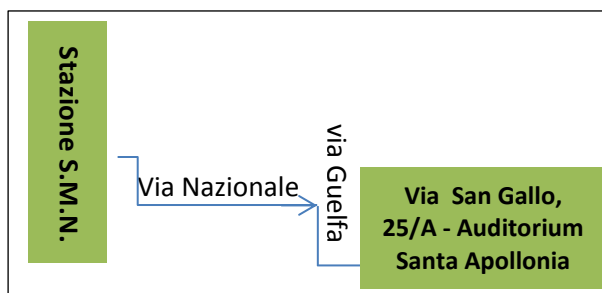 Stazione S.M.N.
Via Nazionale
via Guelfa
Via San Gallo,
25/A - Auditorium
Santa Apollonia